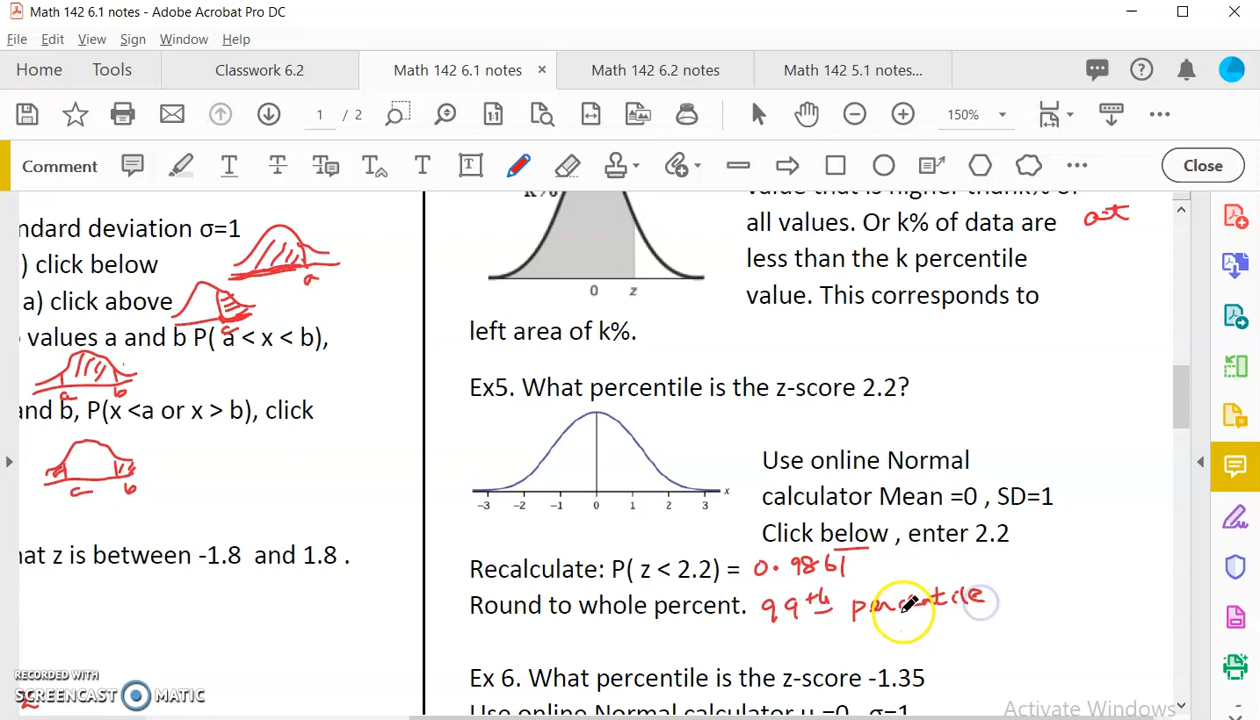 Math 142 6.1 notes - Adobe Acrobat Pro DC
File Edit View Sign Window Help
Home Tools Classwork 6.2 Math 142 6.1 notes × Math 142 6.2 notes Math 142 5.1 notes...
1 / 2 150%
Comment Close
ndard deviation σ=1
) click below
a) click above
values a and b P( a < x < b),
and b, P(x <a or x > b), click
nat z is between -1.8 and 1.8 .
a
a
a b
a b
K%
0 z
value that is higher than k% of
all values. Or k% of data are
less than the k percentile
value. This corresponds to
left area of k%.
Ex5. What percentile is the z-score 2.2?
-3 -2 -1 0 1 2 3 x
Use online Normal
calculator Mean =0 , SD=1
Click below , enter 2.2
Recalculate: P( z < 2.2) = 0.9861
Round to whole percent. 99th percentile
Ex 6. What percentile is the z-score -1.35
Use online Normal calculator μ =0 , σ=1
RECORDED WITH
SCREENCAST MATIC
Activate Windows